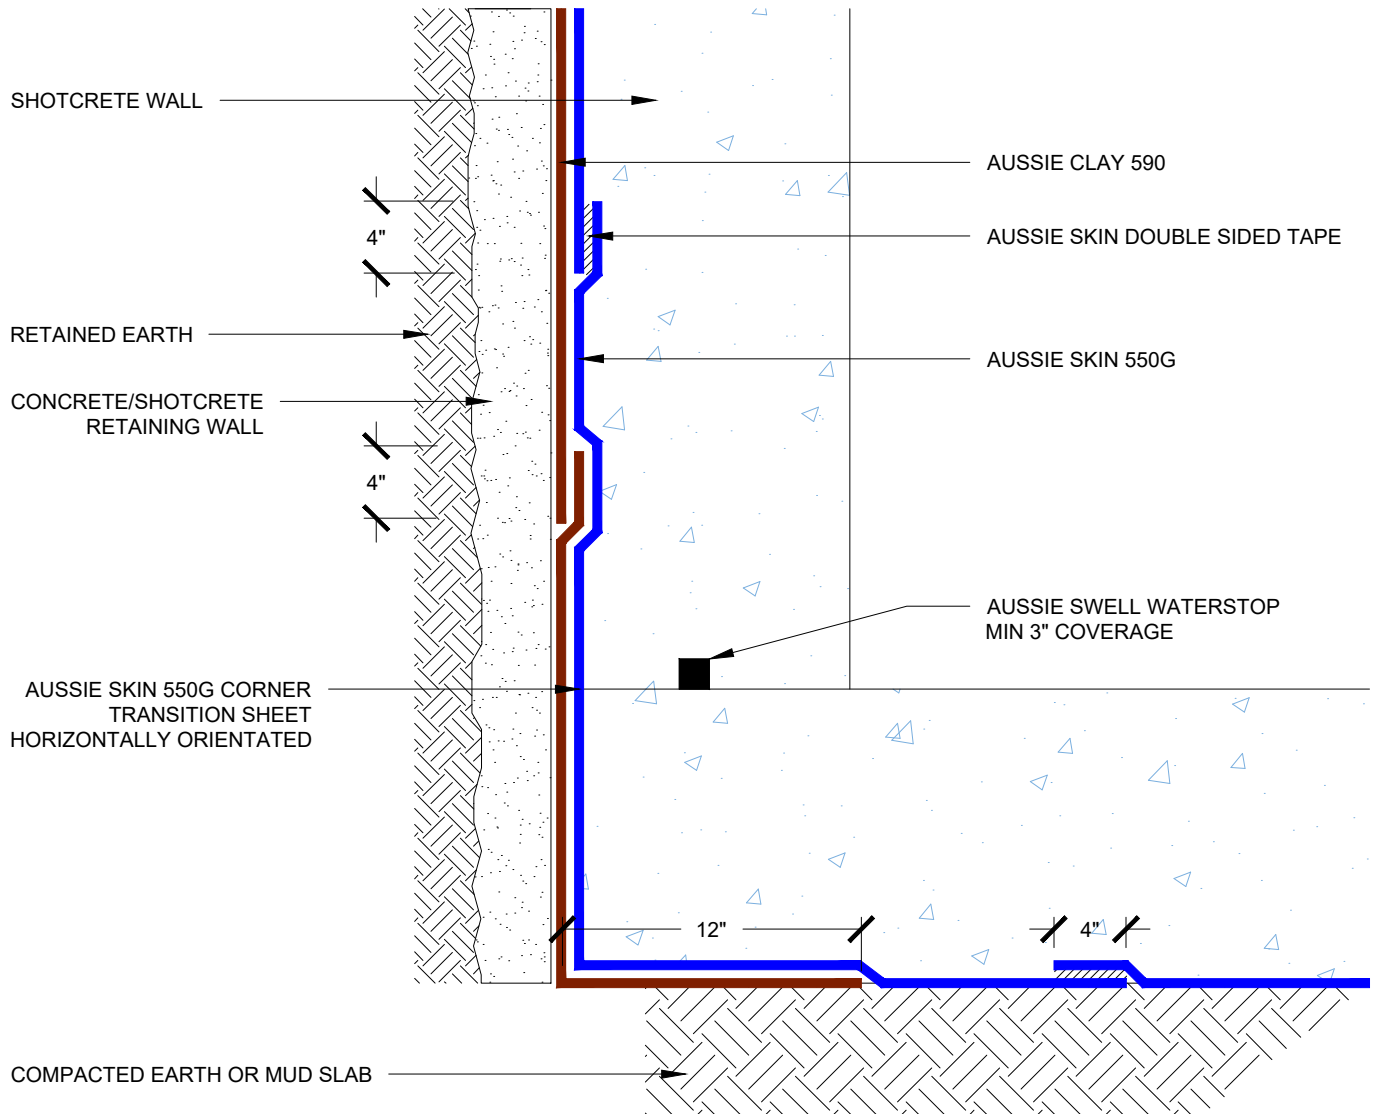 SHOTCRETE WALL
AUSSIE CLAY 590
4"
AUSSIE SKIN DOUBLE SIDED TAPE
RETAINED EARTH
AUSSIE SKIN 550G
CONCRETE/SHOTCRETE
RETAINING WALL
4"
AUSSIE SWELL WATERSTOP
MIN 3" COVERAGE
AUSSIE SKIN 550G CORNER
TRANSITION SHEET
HORIZONTALLY ORIENTATED
12"
4"
COMPACTED EARTH OR MUD SLAB